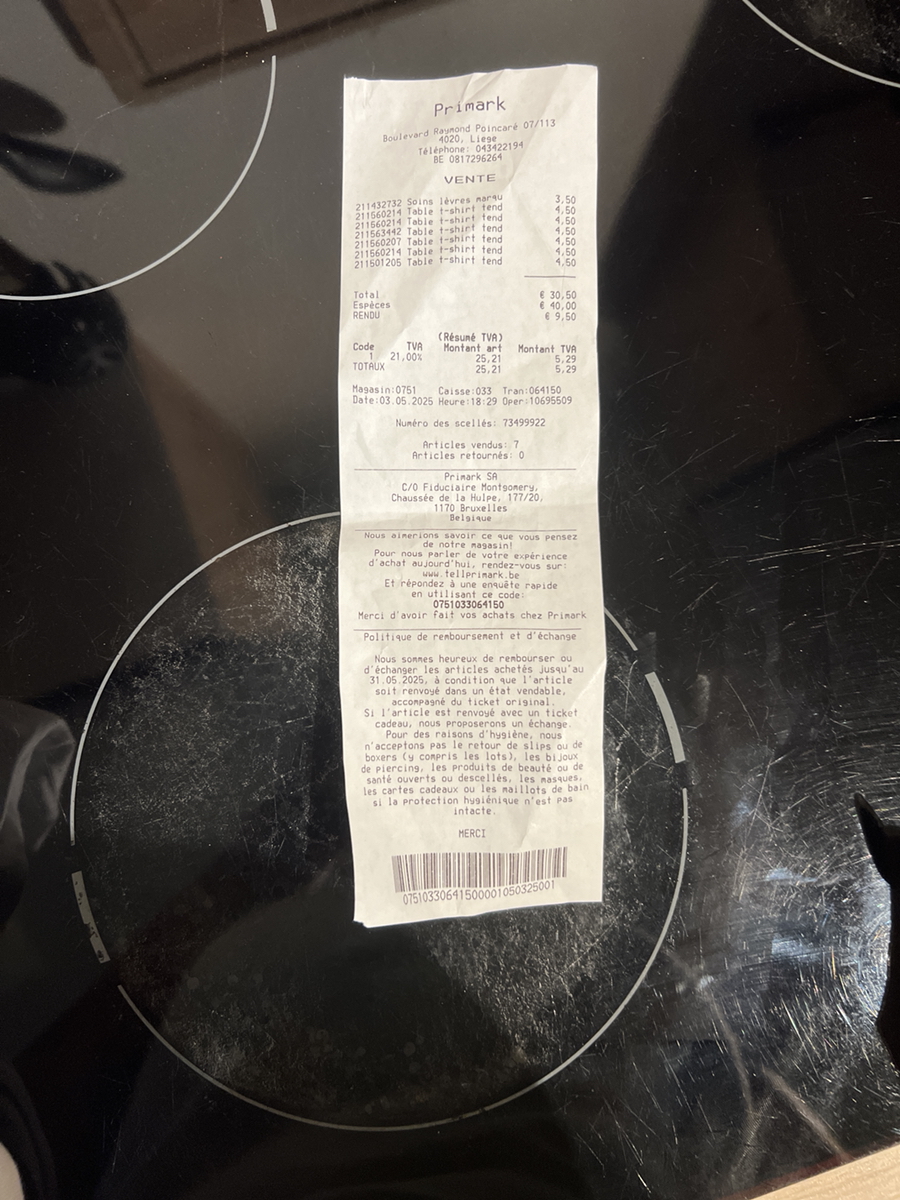 Primark
Boulevard Raymond Poincaré 07/113
4020, Liege
Téléphone: 043422194
BE 0817296264
VENTE
211432732 Soins lèvres marqu 3,50
211560214 Table t-shirt tend 4,50
211560214 Table t-shirt tend 4,50
211563442 Table t-shirt tend 4,50
211560207 Table t-shirt tend 4,50
211560214 Table t-shirt tend 4,50
211501205 Table t-shirt tend 4,50
Total € 30,50
Espèces € 40,00
RENDU € 9,50
(Résumé TVA)
Code TVA Montant art Montant TVA
1 21,00% 25,21 5,29
TOTAUX 25,21 5,29
Magasin:0751 Caisse:033 Tran:064150
Date:03.05.2025 Heure:18:29 Oper:10695509
Numéro des scellés: 73499922
Articles vendus: 7
Articles retournés: 0
Primark SA
C/O Fiduciaire Montgomery,
Chaussée de la Hulpe, 177/20,
1170 Bruxelles
Belgique
Nous aimerions savoir ce que vous pensez
de notre magasin!
Pour nous parler de votre expérience
d'achat aujourd'hui, rendez-vous sur:
www.tellprimark.be
Et répondez à une enquête rapide
en utilisant ce code:
0751033064150
Merci d'avoir fait vos achats chez Primark
Politique de remboursement et d'échange
Nous sommes heureux de rembourser ou
d'échanger les articles achetés jusqu'au
31.05.2025, à condition que l'article
soit renvoyé dans un état vendable,
accompagné du ticket original.
Si l'article est renvoyé avec un ticket
cadeau, nous proposerons un échange.
Pour des raisons d'hygiène, nous
n'acceptons pas le retour de slips ou de
boxers (y compris les lots), les bijoux
de piercing, les produits de beauté ou de
santé ouverts ou descellés, les masques,
les cartes cadeaux ou les maillots de bain
si la protection hygiénique n'est pas
intacte.
MERCI
07510330641500001050325001